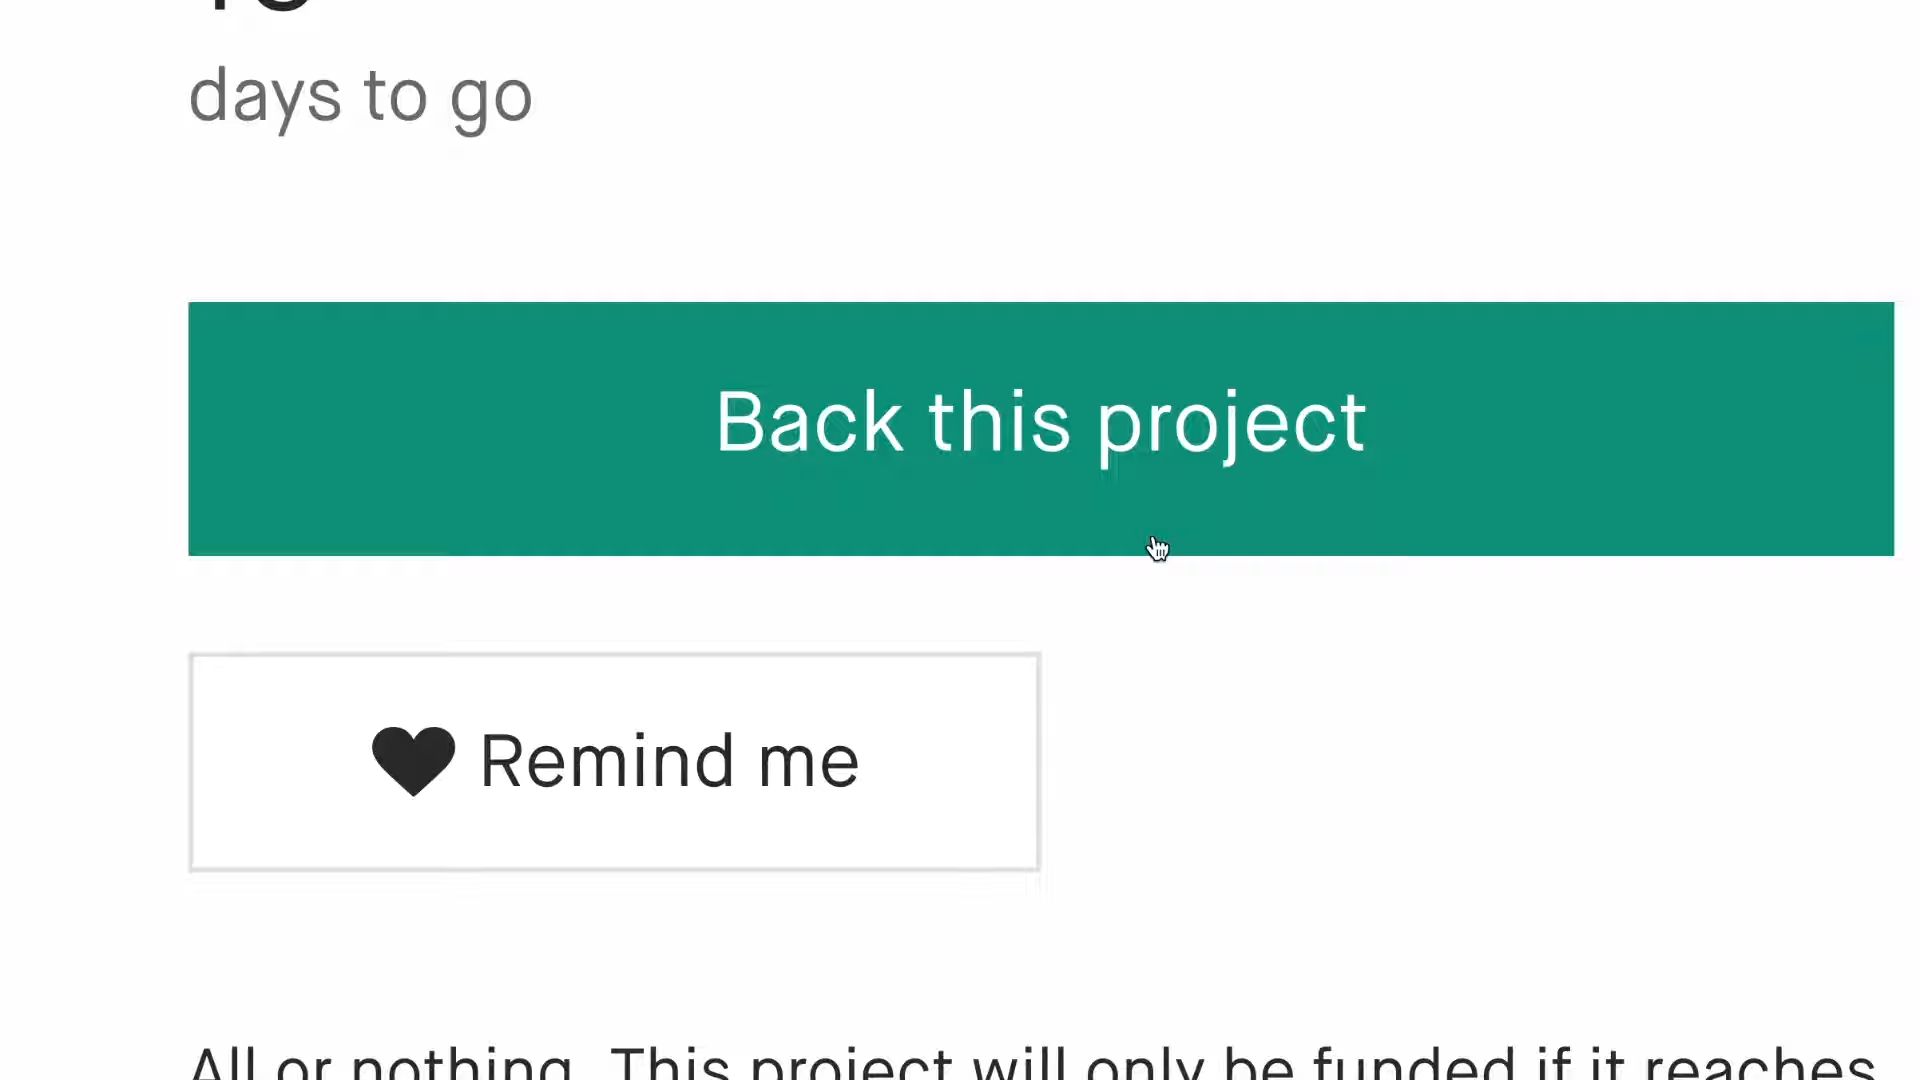 days to go
Back this project
Remind me
All or nothing. This project will only be funded if it reaches